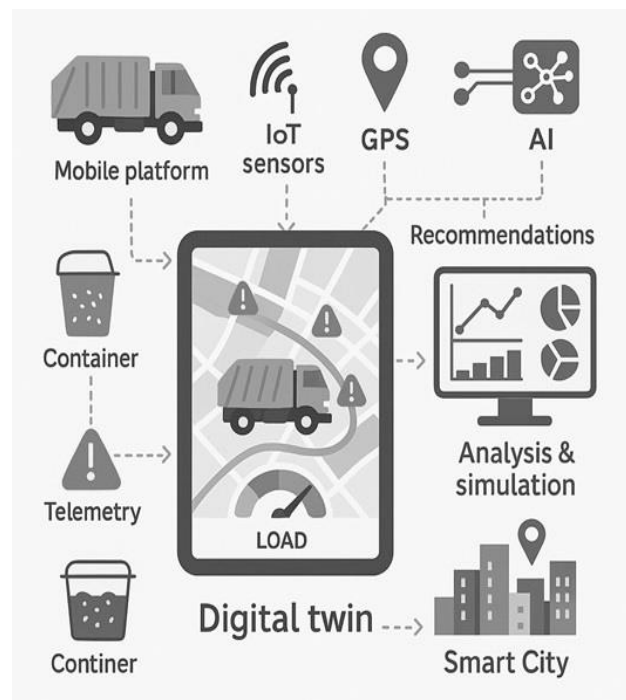 Mobile platform
IoT
sensors
GPS
AI
Recommendations
Container
Telemetry
Continer
LOAD
Analysis &
simulation
Digital twin
Smart City